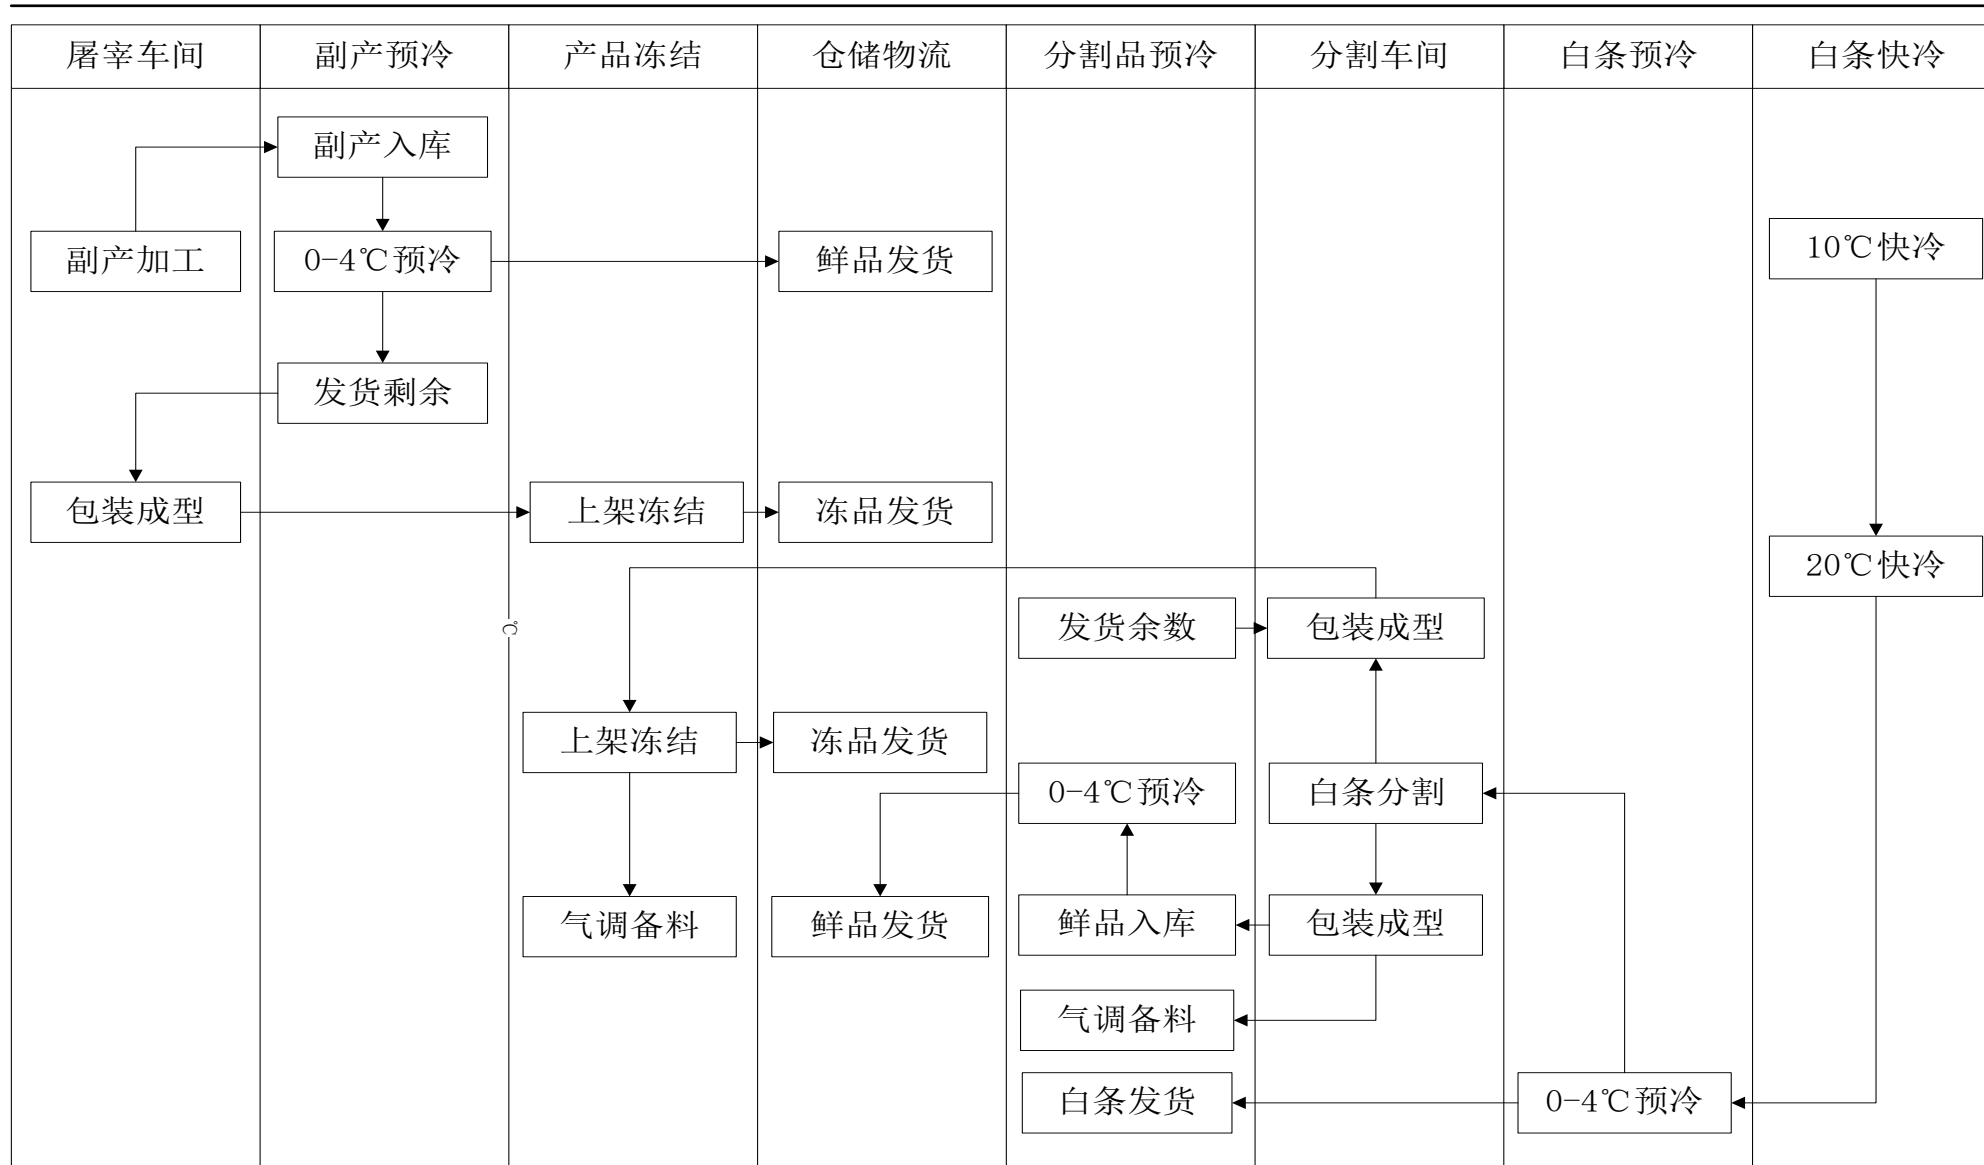 屠宰车间 副产预冷 产品冻结 仓储物流 分割品预冷 分割车间 白条预冷 白条快冷
副产入库
副产加工 0-4℃预冷 鲜品发货 10℃快冷
发货剩余
包装成型 上架冻结 冻品发货
20℃快冷
℃ 发货余数 包装成型
上架冻结 冻品发货
0-4℃预冷 白条分割
气调备料 鲜品发货 鲜品入库 包装成型
气调备料
白条发货 0-4℃预冷